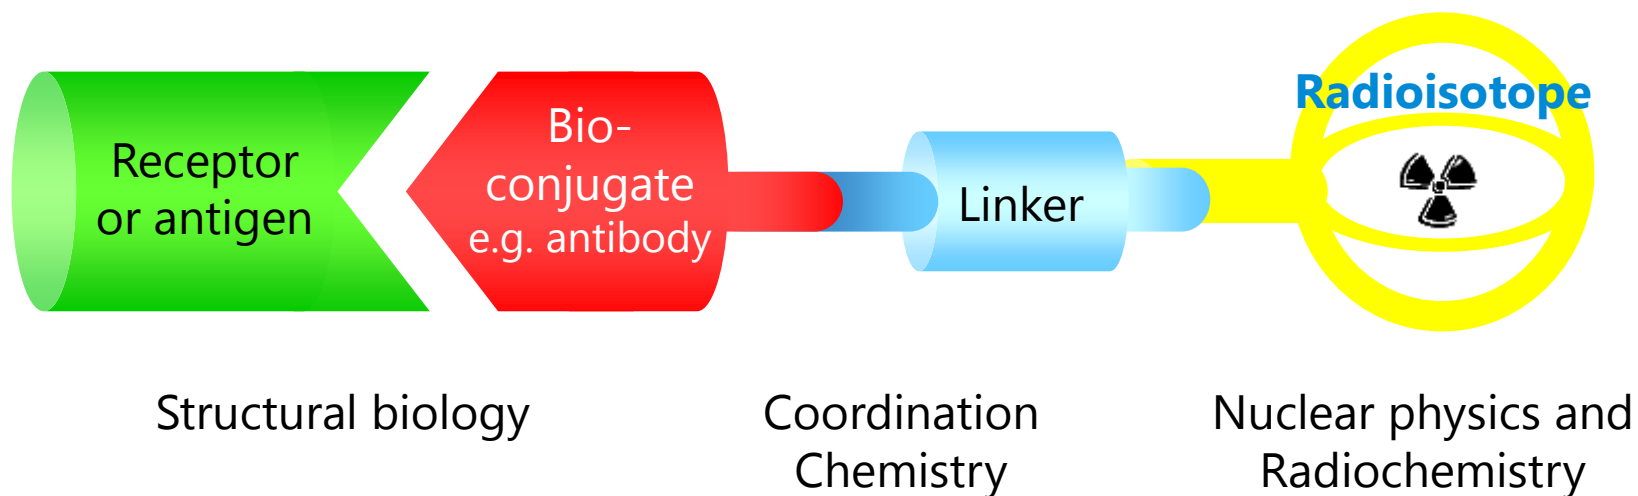 Receptor
or antigen
Bio-
conjugate
e.g. antibody
Linker
Radioisotope
Structural biology
Coordination
Chemistry
Nuclear physics and
Radiochemistry